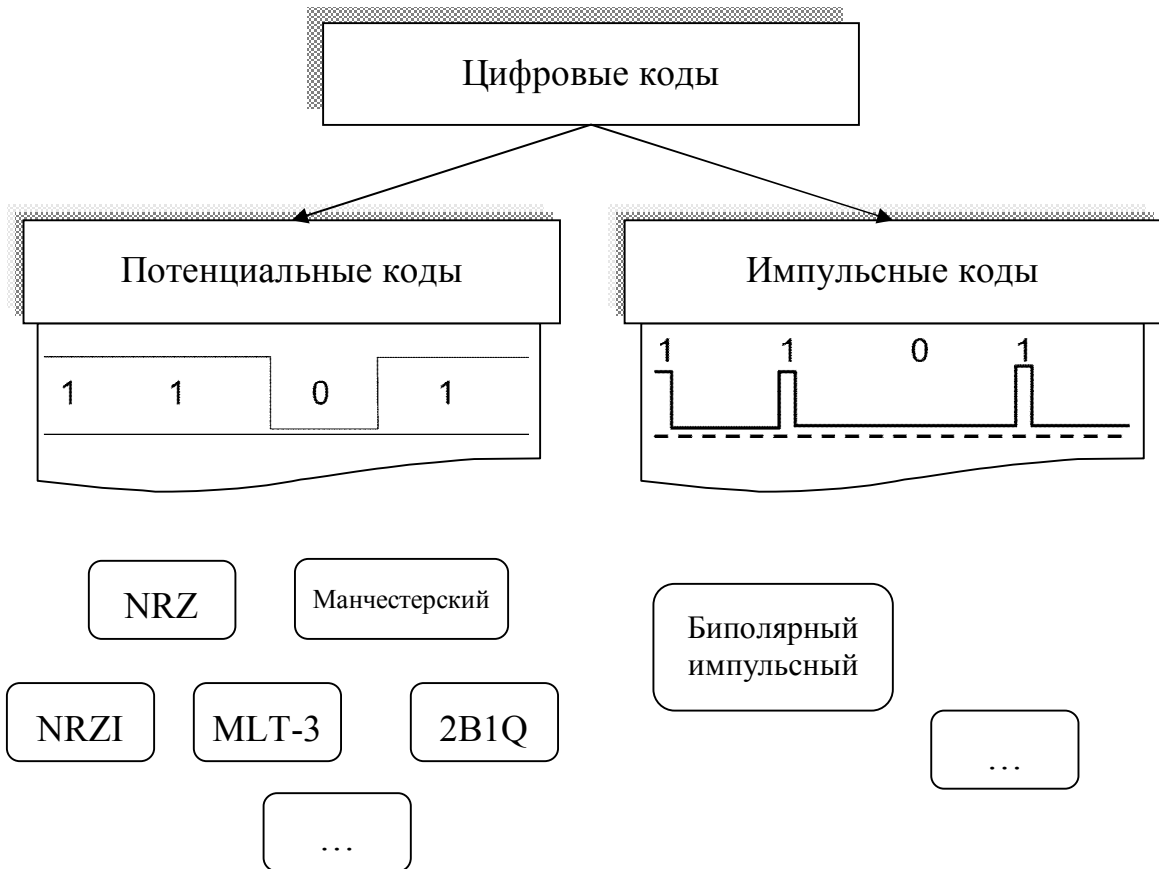 Цифровые коды
Потенциальные коды
Импульсные коды
1 1 0 1
1 1 0 1
NRZ
Манчестерский
Биполярный
импульсный
NRZI
MLT-3
2B1Q
…
…